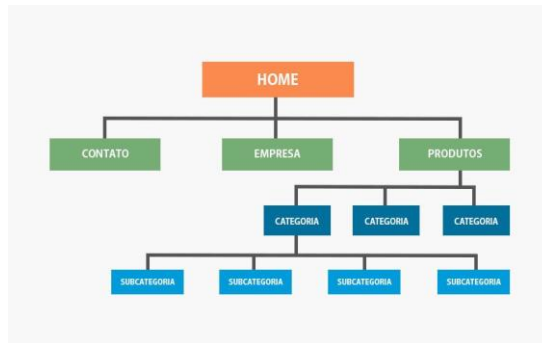 HOME
CONTATO
EMPRESA
PRODUTOS
CATEGORIA
CATEGORIA
CATEGORIA
SUBCATEGORIA
SUBCATEGORIA
SUBCATEGORIA
SUBCATEGORIA